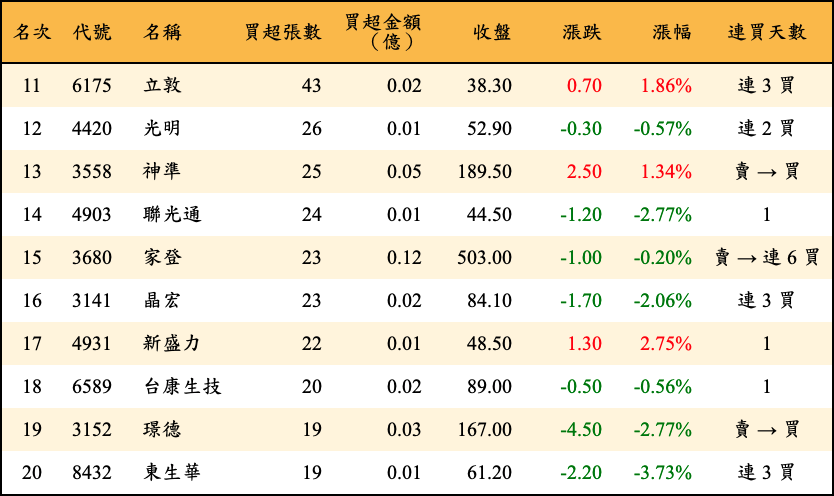 名次 代號 名稱 買超張數 買超金額（億） 收盤 漲跌 漲幅 連買天數
11 6175 立敦 43 0.02 38.30 0.70 1.86% 連 3 買
12 4420 光明 26 0.01 52.90 -0.30 -0.57% 連 2 買
13 3558 神準 25 0.05 189.50 2.50 1.34% 賣 → 買
14 4903 聯光通 24 0.01 44.50 -1.20 -2.77% 1
15 3680 家登 23 0.12 503.00 -1.00 -0.20% 賣 → 連 6 買
16 3141 晶宏 23 0.02 84.10 -1.70 -2.06% 連 3 買
17 4931 新盛力 22 0.01 48.50 1.30 2.75% 1
18 6589 台康生技 20 0.02 89.00 -0.50 -0.56% 1
19 3152 璟德 19 0.03 167.00 -4.50 -2.77% 賣 → 買
20 8432 東生華 19 0.01 61.20 -2.20 -3.73% 連 3 買